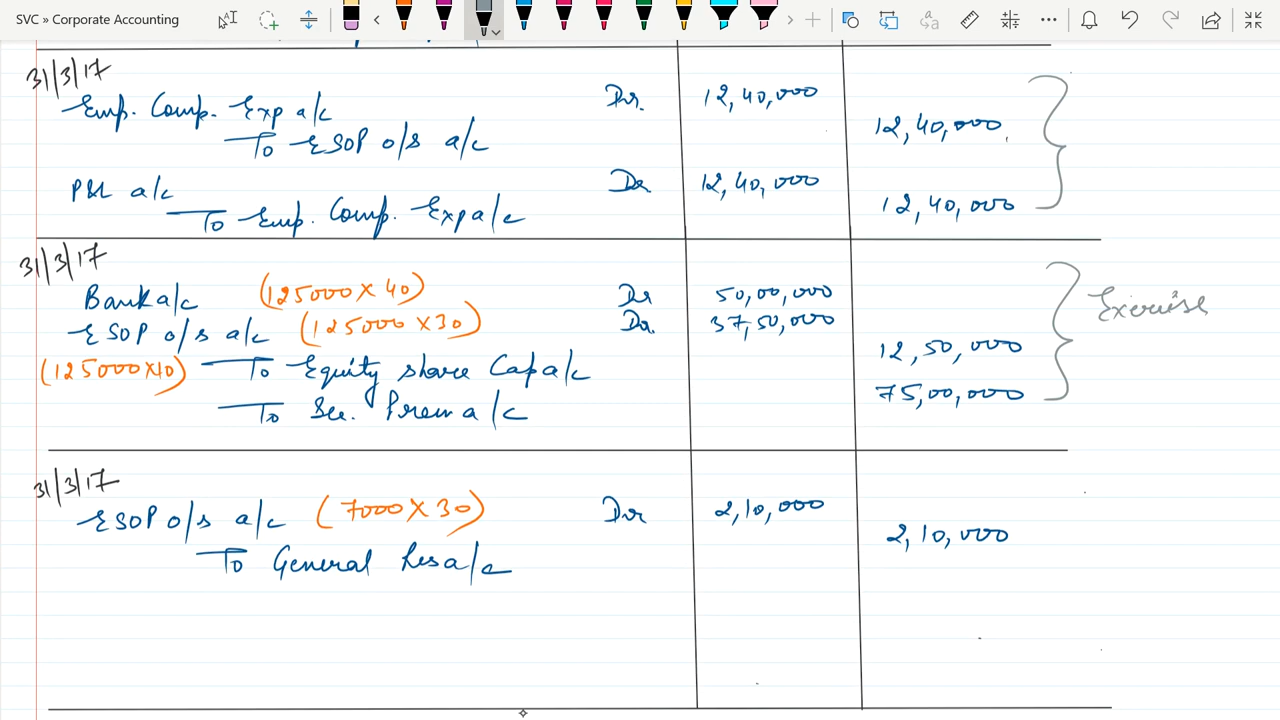 SVC » Corporate Accounting
31/3/17
Emp. Comp. Exp a/c Dr. 12,40,000
To ESOP o/s a/c 12,40,000
P&L a/c Dr 12,40,000
To Emp. Comp. Exp a/c 12,40,000
31/3/17
Bank a/c (125000 X 40) Dr 50,00,000
ESOP o/s a/c (125000 X 30) Dr. 37,50,000
Exercise
(125000X10) To Equity share Cap a/c 12,50,000
To Sec. Prem a/c 75,00,000
31/3/17
ESOP o/s a/c (7000 X 30) Dr 2,10,000
To General Res a/c 2,10,000